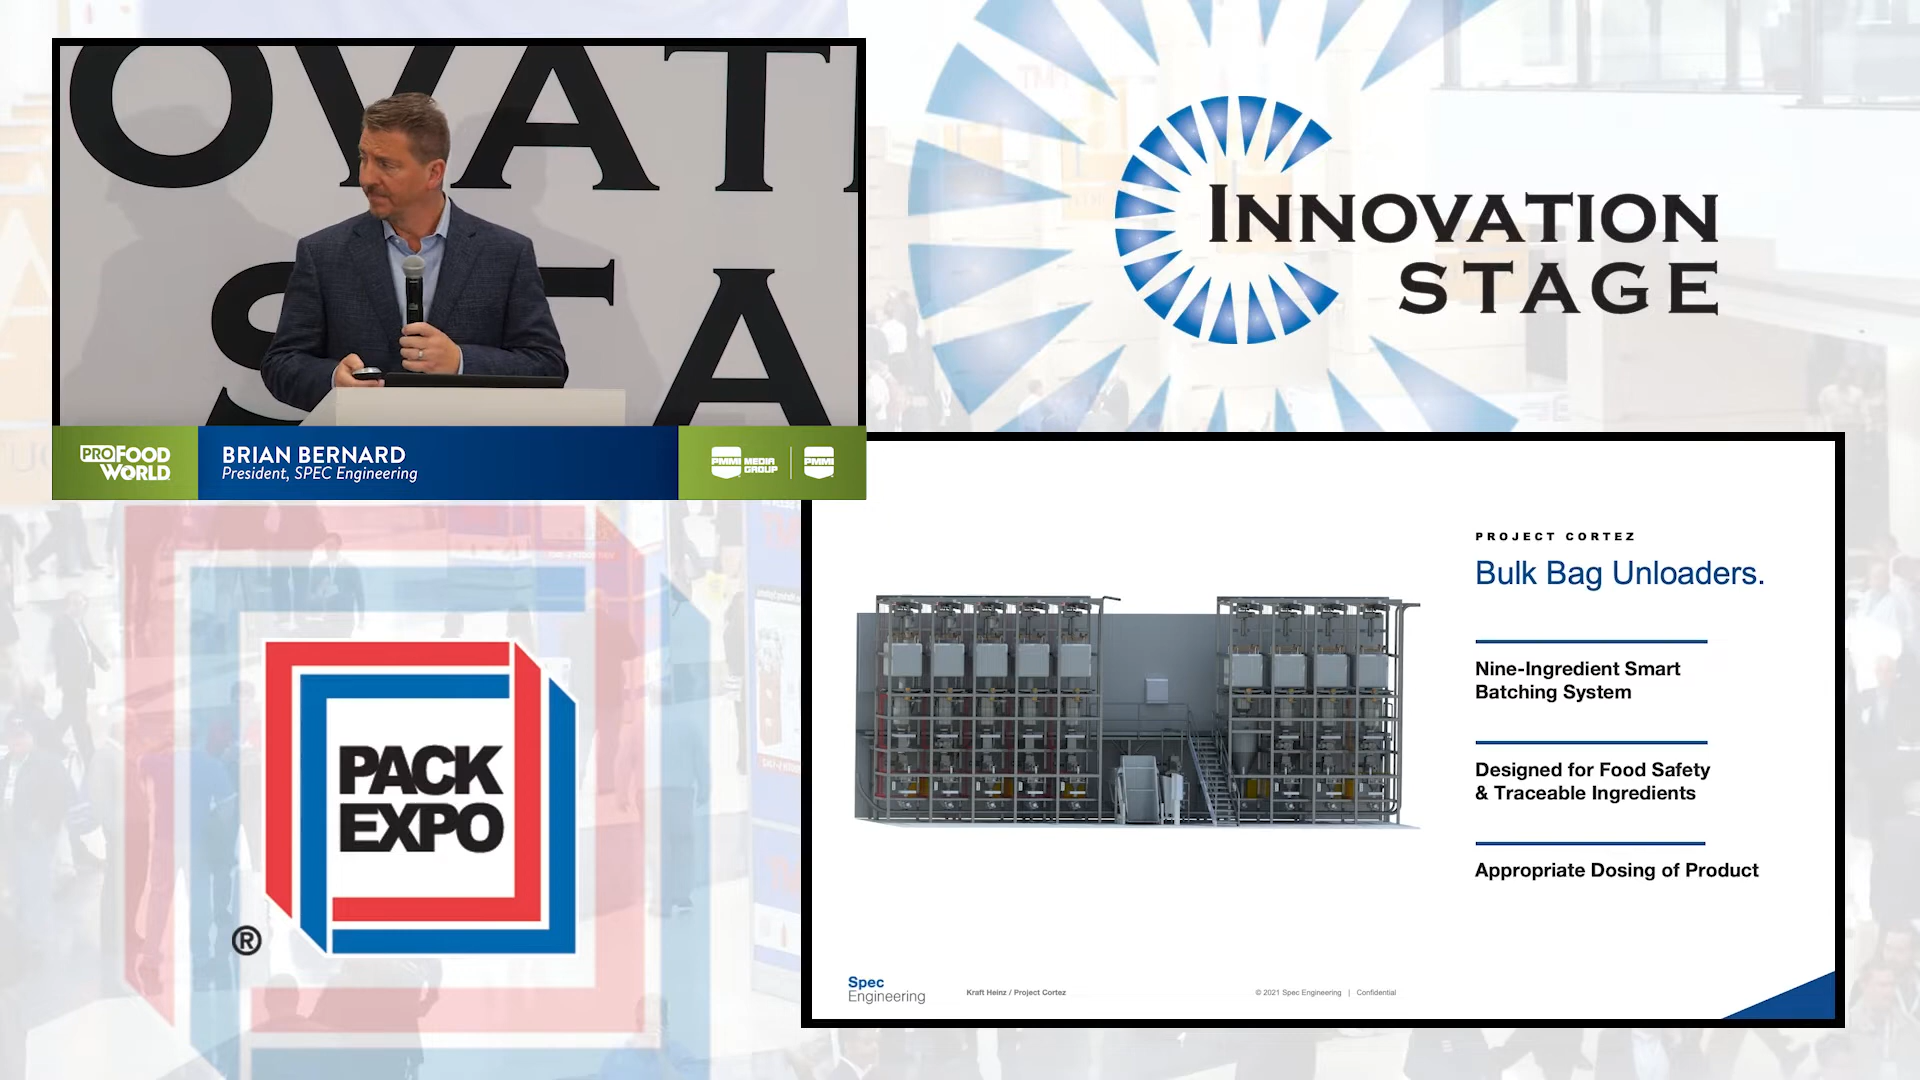 OVATI
STA
PROFOOD
WORLD
BRIAN BERNARD
President, SPEC Engineering
PMMI MEDIA
GROUP
PMMI
INNOVATION
STAGE
PACK
EXPO
®
PROJECT CORTEZ
Bulk Bag Unloaders.
Nine-Ingredient Smart
Batching System
Designed for Food Safety
& Traceable Ingredients
Appropriate Dosing of Product
Spec
Engineering
Kraft Heinz / Project Cortez
© 2021 Spec Engineering | Confidential